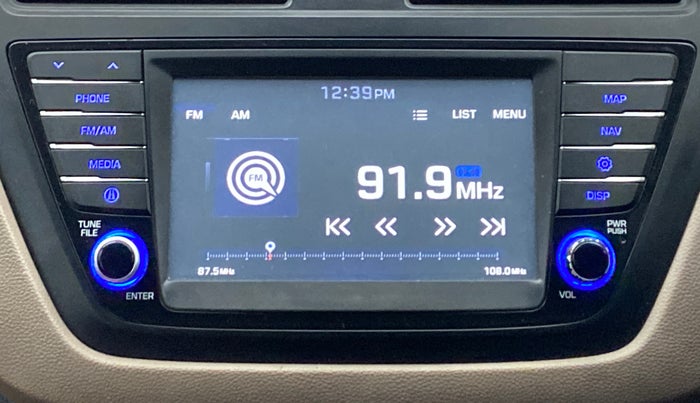 12:39PM
PHONE
MAP
FM AM LIST MENU
FM/AM
NAV
MEDIA
FM
91.9MHz
DISP
TUNE
FILE
PWR
PUSH
87.5MHz 108.0MHz
ENTER
VOL